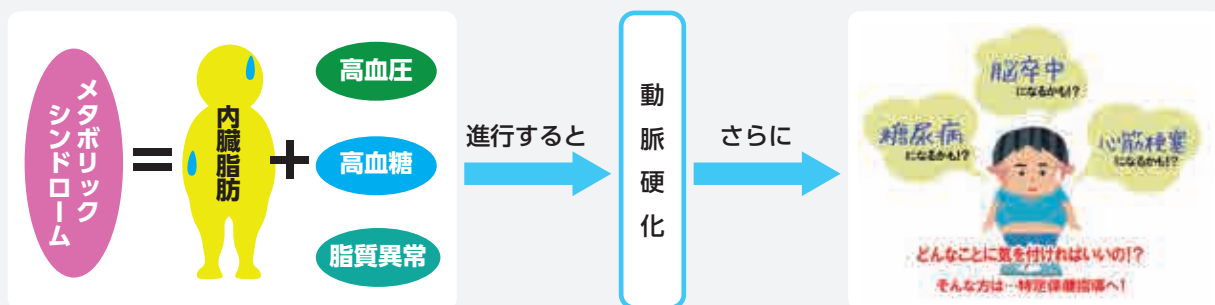 メタボリック
シンドローム
=
内臓脂肪
+
高血圧
高血糖
脂質異常
進行すると
動脈硬化
さらに
脳卒中
になるかも!?
糖尿病
になるかも!?
心筋梗塞
になるかも!?
どんなことに気を付ければいいの!?
そんな方は…特定保健指導へ!